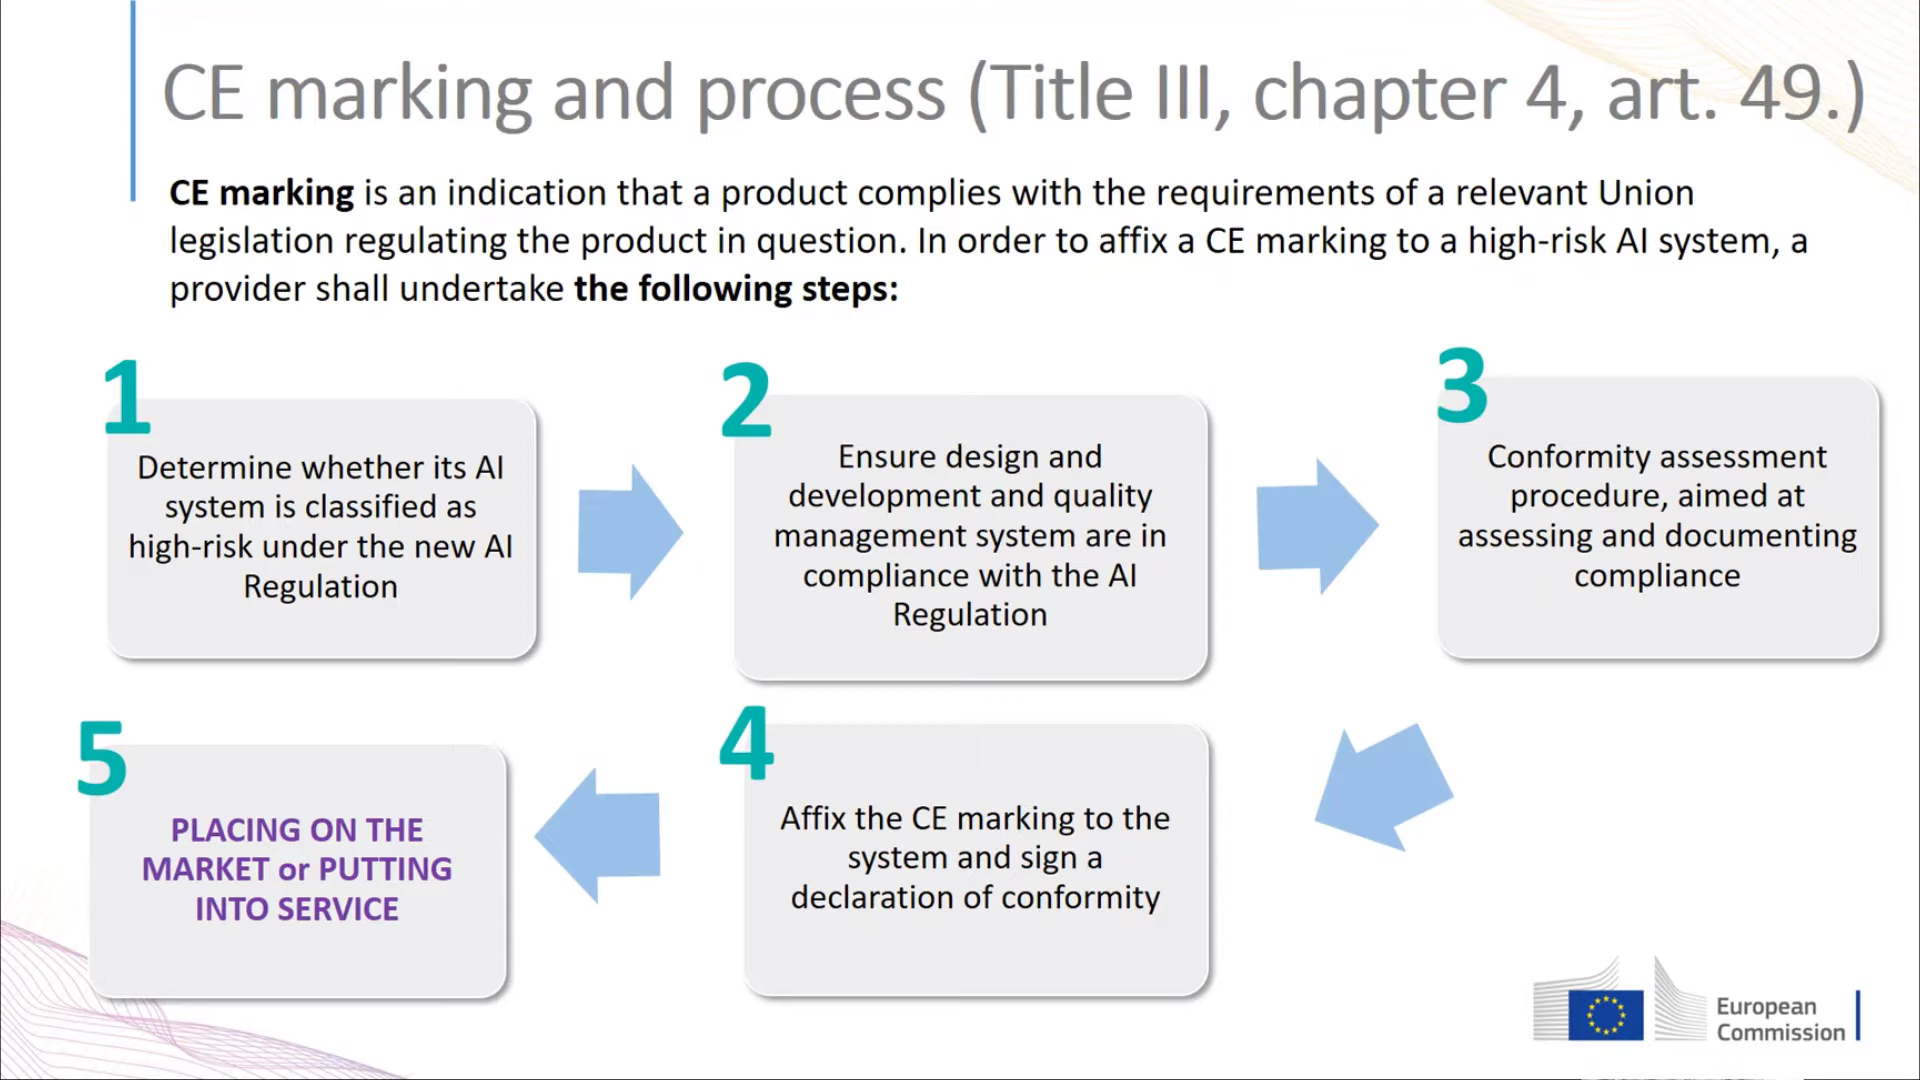 CE marking and process (Title III, chapter 4, art. 49.)
CE marking is an indication that a product complies with the requirements of a relevant Union
legislation regulating the product in question. In order to affix a CE marking to a high-risk AI system, a
provider shall undertake the following steps:
1
Determine whether its AI
system is classified as
high-risk under the new AI
Regulation
2
Ensure design and
development and quality
management system are in
compliance with the AI
Regulation
3
Conformity assessment
procedure, aimed at
assessing and documenting
compliance
4
Affix the CE marking to the
system and sign a
declaration of conformity
5
PLACING ON THE
MARKET or PUTTING
INTO SERVICE
European
Commission